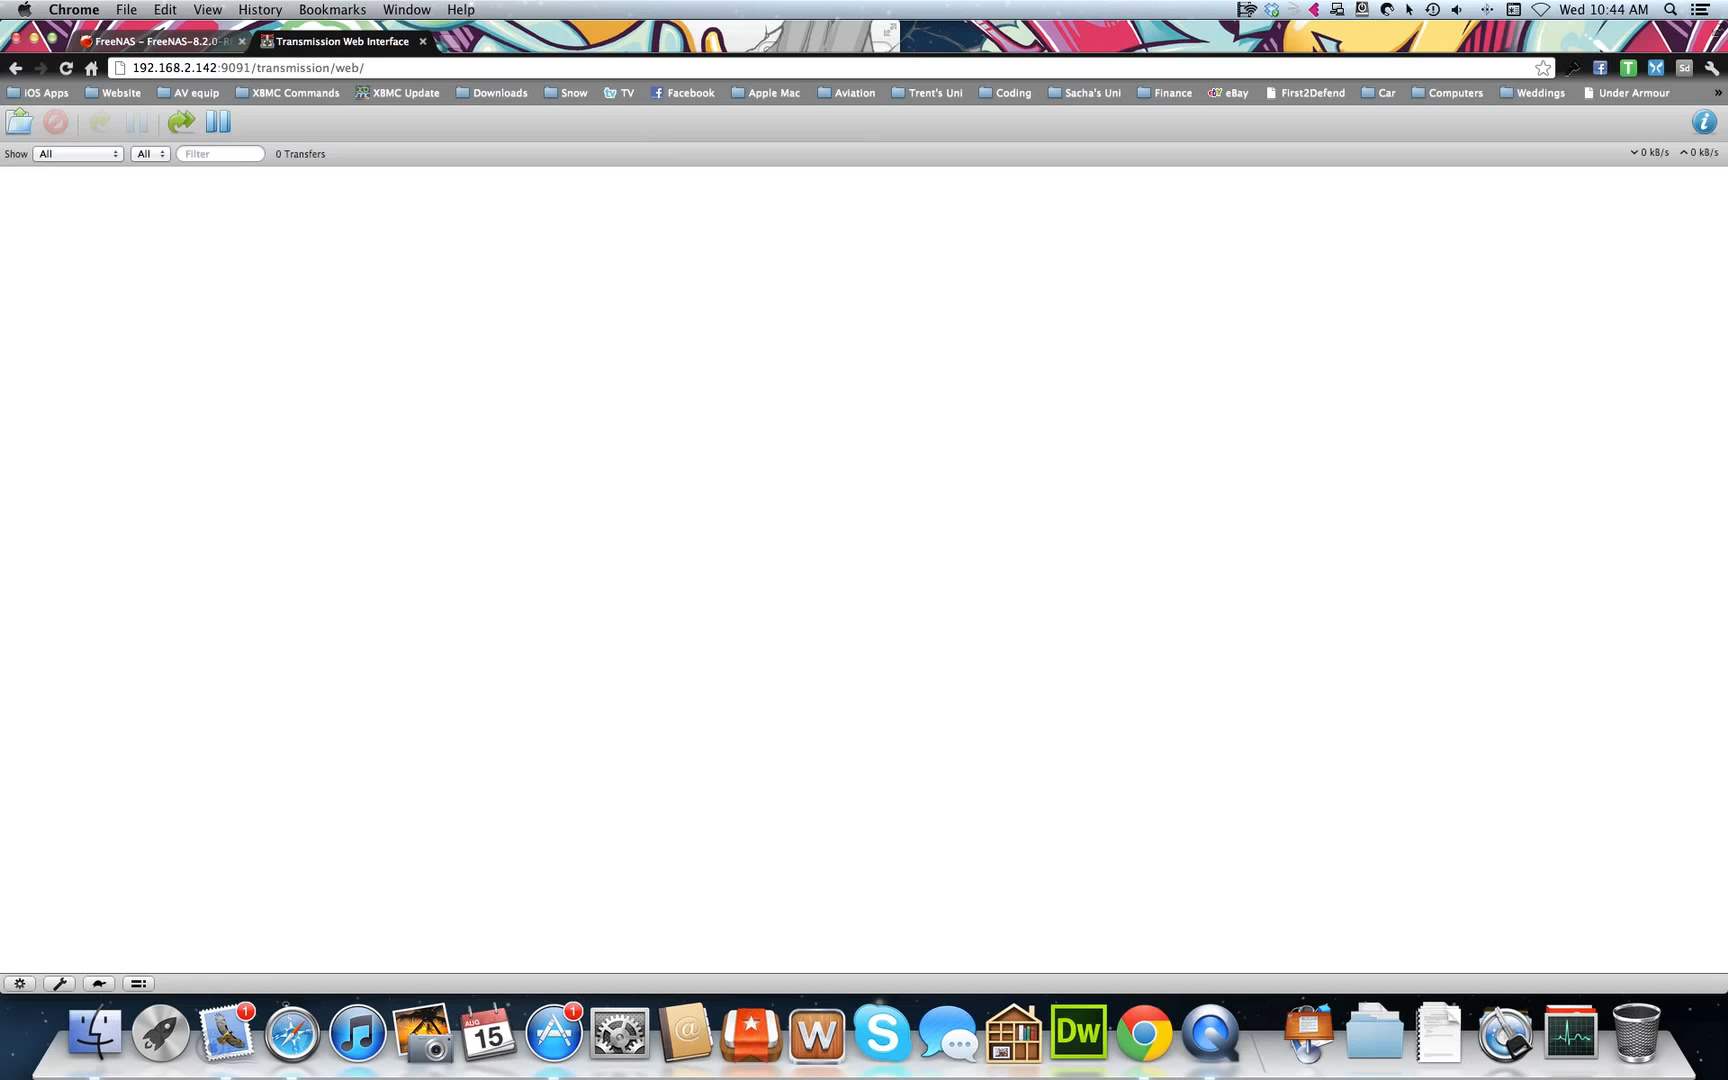 Chrome File Edit View History Bookmarks Window Help Wed 10:44 AM
FreeNAS – FreeNAS-8.2.0-R Transmission Web Interface
192.168.2.142:9091/transmission/web/
iOS Apps Website AV equip XBMC Commands XBMC Update Downloads Snow TV Facebook Apple Mac Aviation Trent's Uni Coding Sacha's Uni Finance eBay First2Defend Car Computers Weddings Under Armour »
Show All All Filter 0 Transfers 0 kB/s 0 kB/s
1 AUG 15 1 @ W S Dw